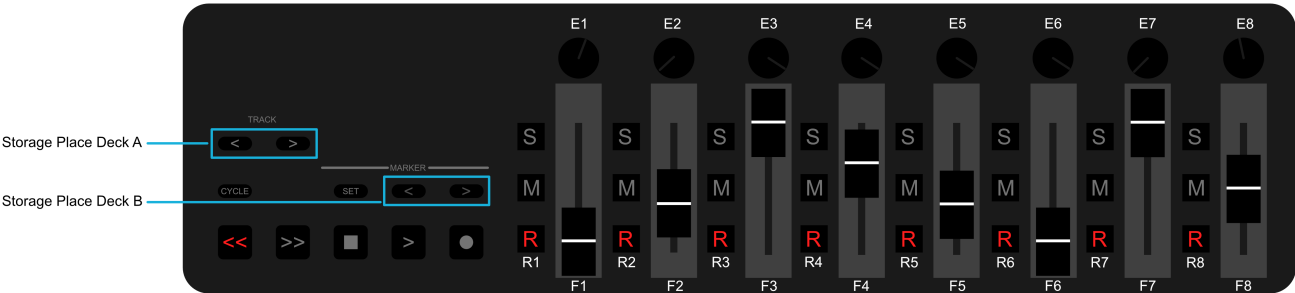 E1 E2 E3 E4 E5 E6 E7 E8
TRACK
Storage Place Deck A
< >
S S S S S S S S
MARKER
CYCLE SET < >
M M M M M M M M
Storage Place Deck B
<< >> >
R R R R R R R R
R1 R2 R3 R4 R5 R6 R7 R8
F1 F2 F3 F4 F5 F6 F7 F8